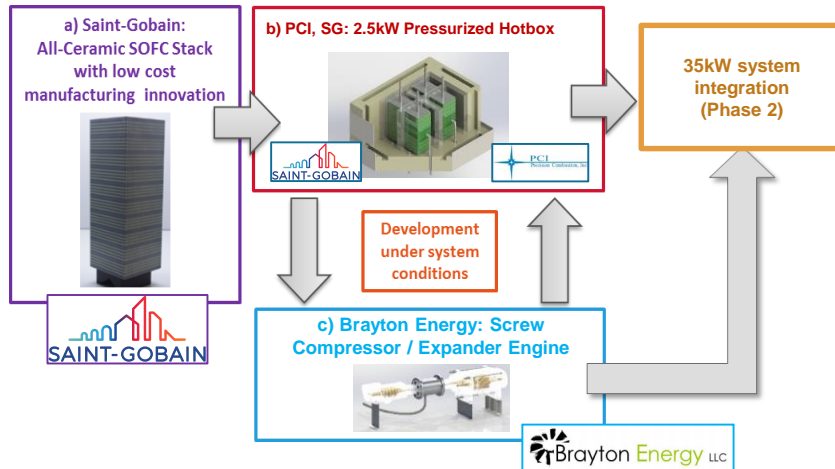 a) Saint-Gobain:
All-Ceramic SOFC Stack
with low cost
manufacturing innovation
SAINT-GOBAIN
b) PCI, SG: 2.5kW Pressurized Hotbox
SAINT-GOBAIN
PCI
Precision Combustion, Inc
35kW system
integration
(Phase 2)
Development
under system
conditions
c) Brayton Energy: Screw
Compressor / Expander Engine
Brayton Energy LLC